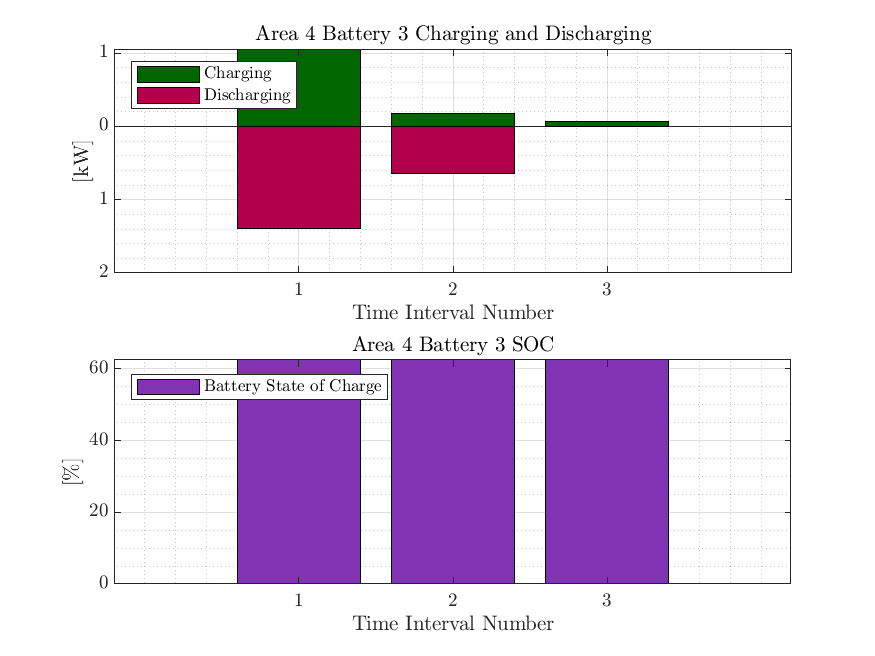 Area 4 Battery 3 Charging and Discharging
1
Charging
Discharging
0
[kW]
1
2
1 2 3
Time Interval Number
Area 4 Battery 3 SOC
60
Battery State of Charge
40
[%]
20
0
1 2 3
Time Interval Number